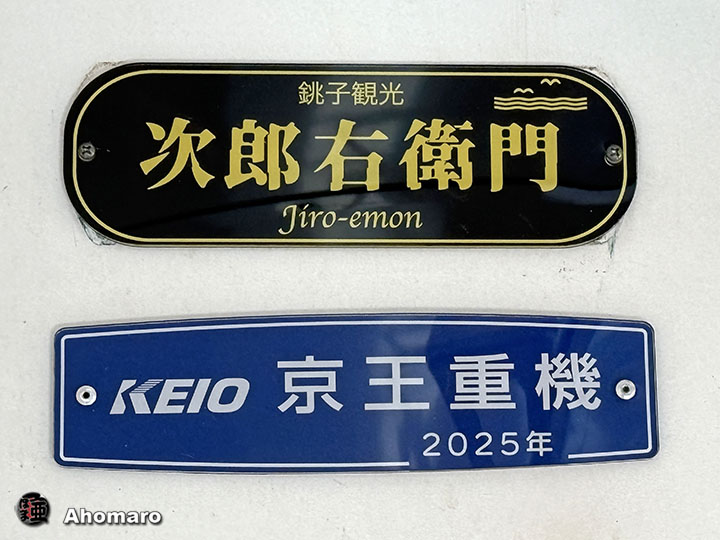 銚子観光
次郎右衛門
Jiro-emon
KEIO 京王重機
2025年
Ahomaro